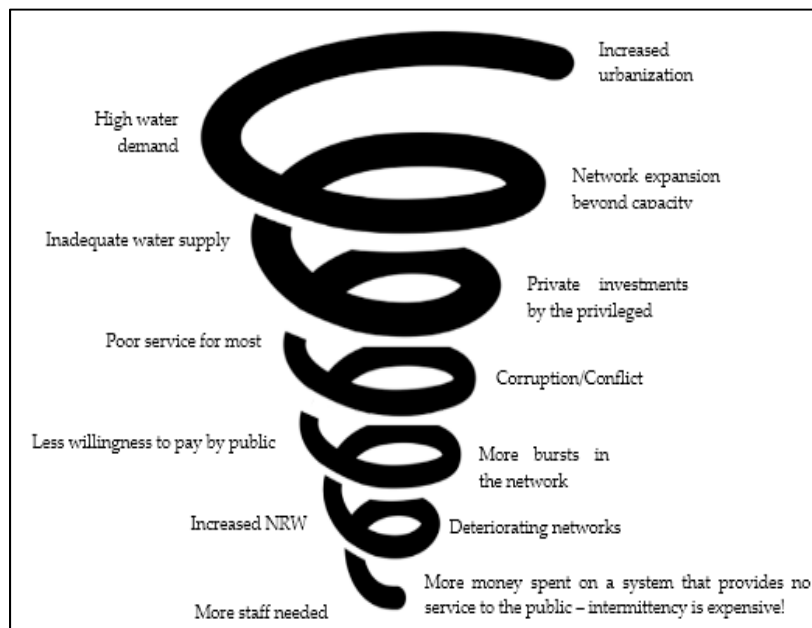 Increased
urbanization
High water
demand
Network expansion
beyond capacity
Inadequate water supply
Private investments
by the privileged
Poor service for most
Corruption/Conflict
Less willingness to pay by public
More bursts in
the network
Increased NRW
Deteriorating networks
More money spent on a system that provides no
service to the public – intermittency is expensive!
More staff needed